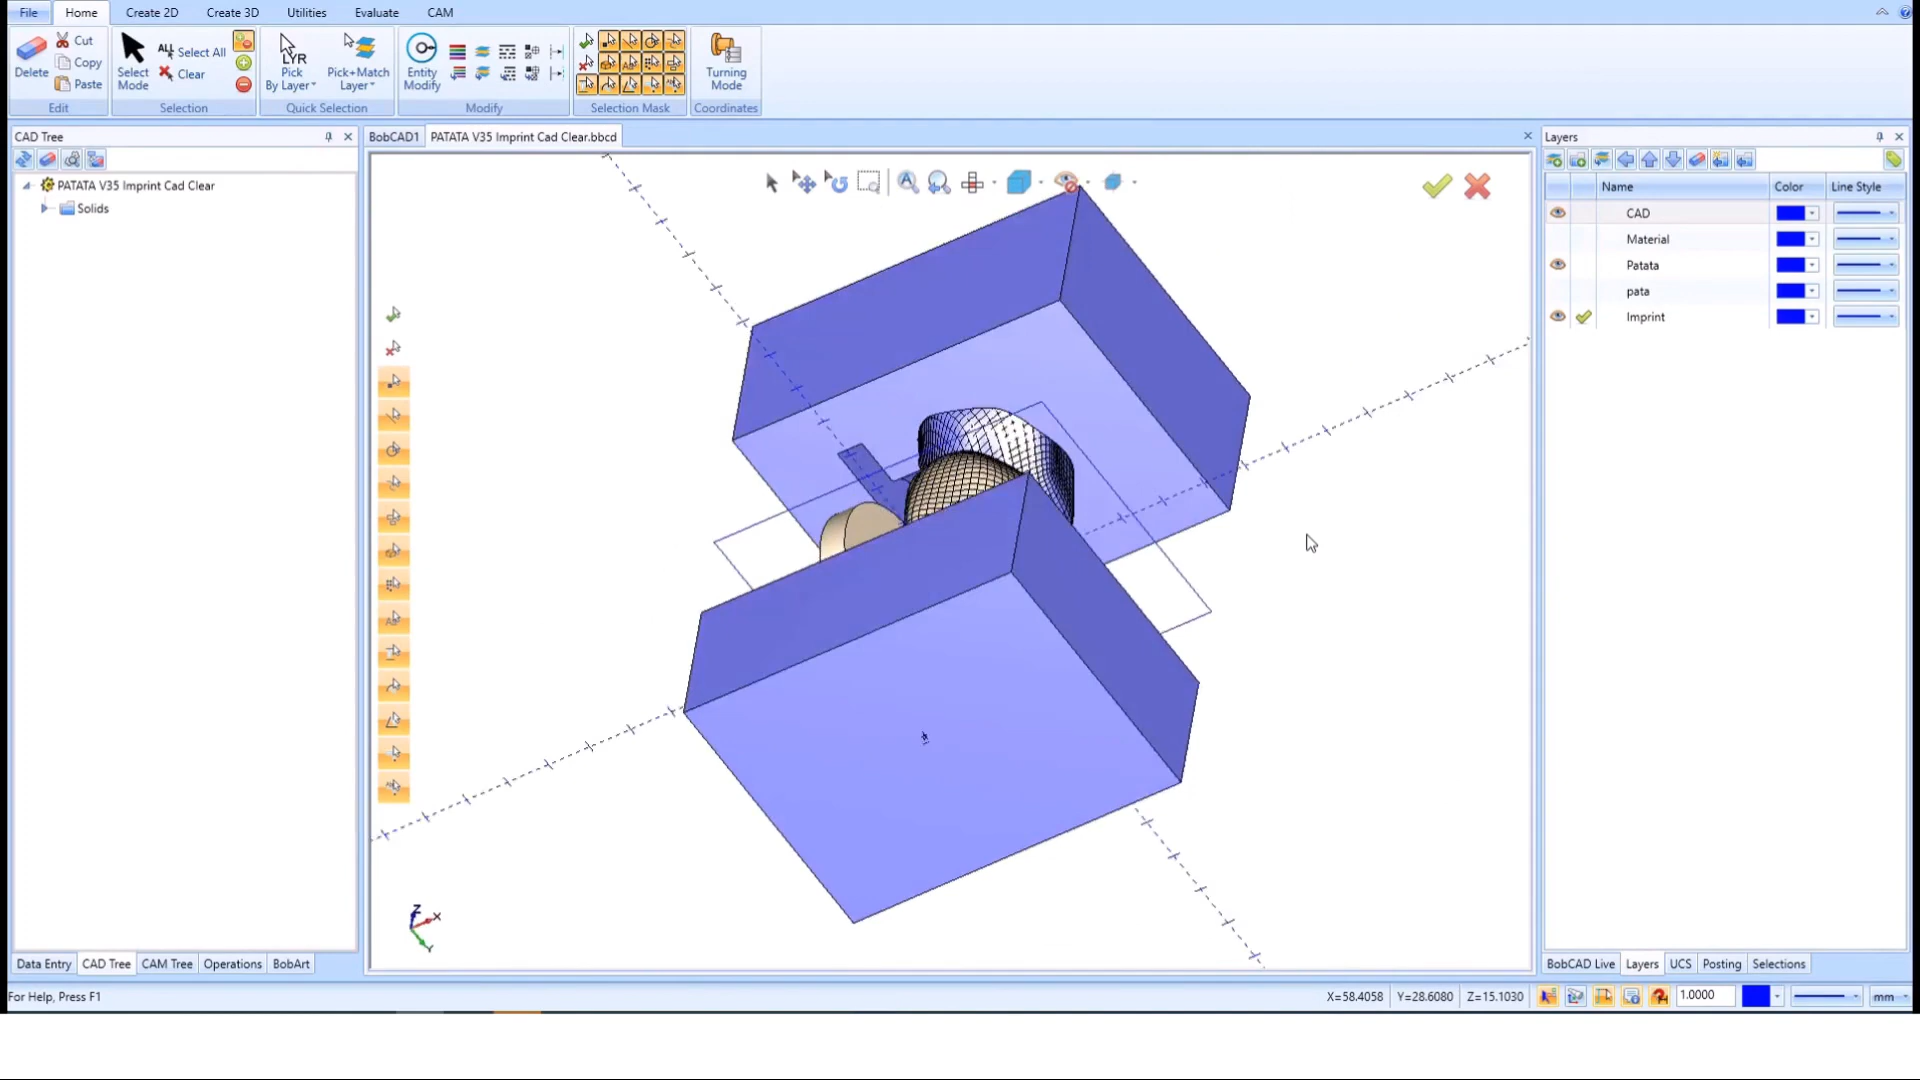 File Home Create 2D Create 3D Utilities Evaluate CAM
Delete
Cut
Copy
Paste
Edit
Select Mode
ALL Select All
Clear
Selection
LYR
Pick By Layer
Pick+Match Layer
Quick Selection
Entity Modify
Modify
Selection Mask
Turning Mode
Coordinates
CAD Tree
PATATA V35 Imprint Cad Clear
Solids
BobCAD1 PATATA V35 Imprint Cad Clear.bbcd
Z
X
Y
Layers
Name Color Line Style
CAD
Material
Patata
pata
Imprint
Data Entry CAD Tree CAM Tree Operations BobArt
BobCAD Live Layers UCS Posting Selections
For Help, Press F1
X=58.4058 Y=28.6080 Z=15.1030 1.0000 mm